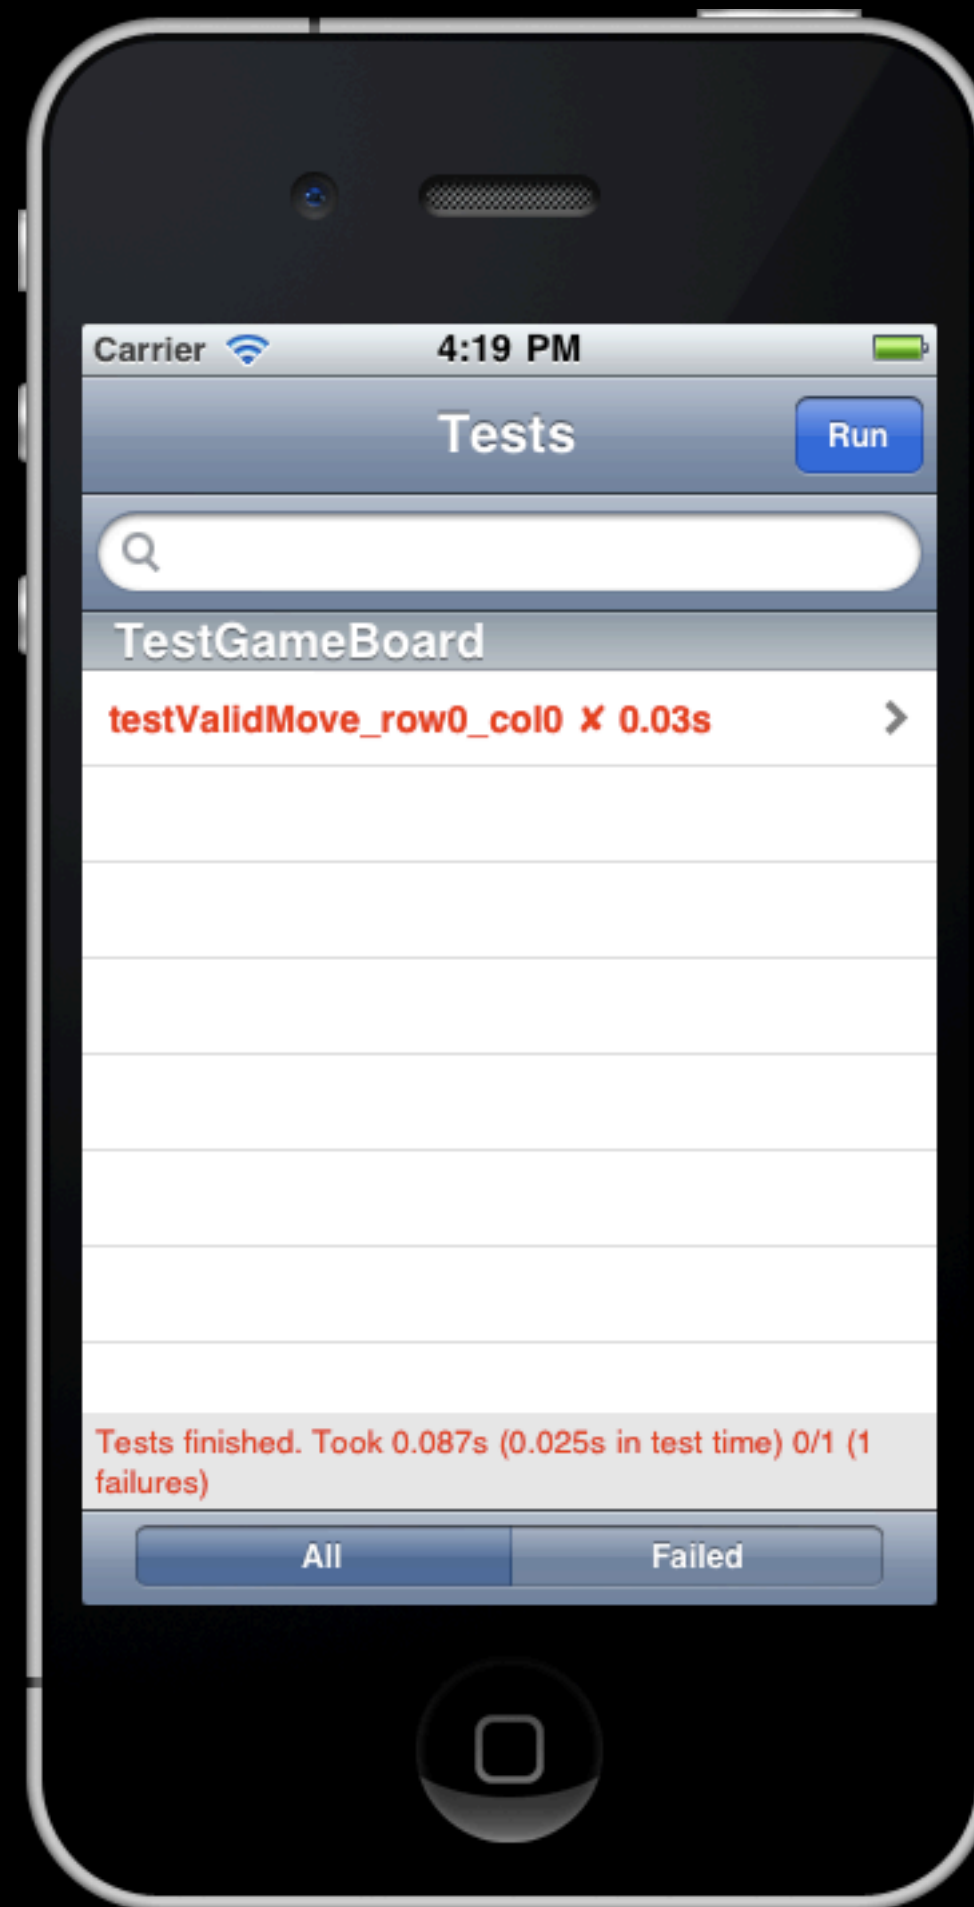 Carrier 4:19 PM
Tests Run
TestGameBoard
testValidMove_row0_col0 ✘ 0.03s
Tests finished. Took 0.087s (0.025s in test time) 0/1 (1
failures)
All Failed